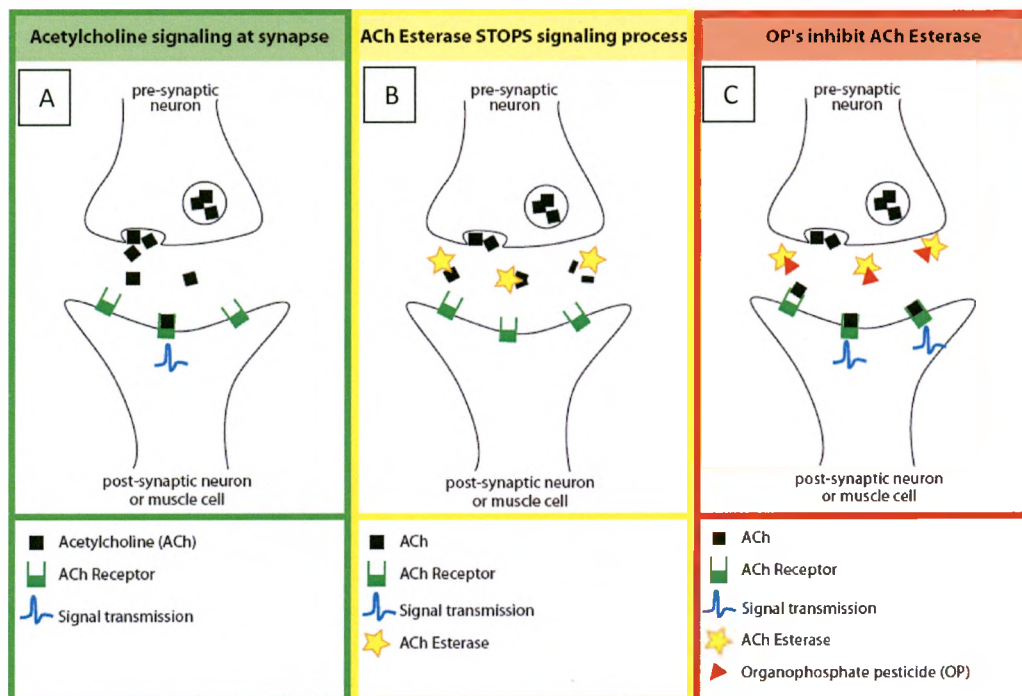 Acetylcholine signaling at synapse
A
pre-synaptic
neuron
post-synaptic neuron
or muscle cell
Acetylcholine (ACh)
ACh Receptor
Signal transmission
ACh Esterase STOPS signaling process
B
pre-synaptic
neuron
post-synaptic neuron
or muscle cell
ACh
ACh Receptor
Signal transmission
ACh Esterase
OP's inhibit ACh Esterase
C
pre-synaptic
neuron
post-synaptic neuron
or muscle cell
ACh
ACh Receptor
Signal transmission
ACh Esterase
Organophosphate pesticide (OP)